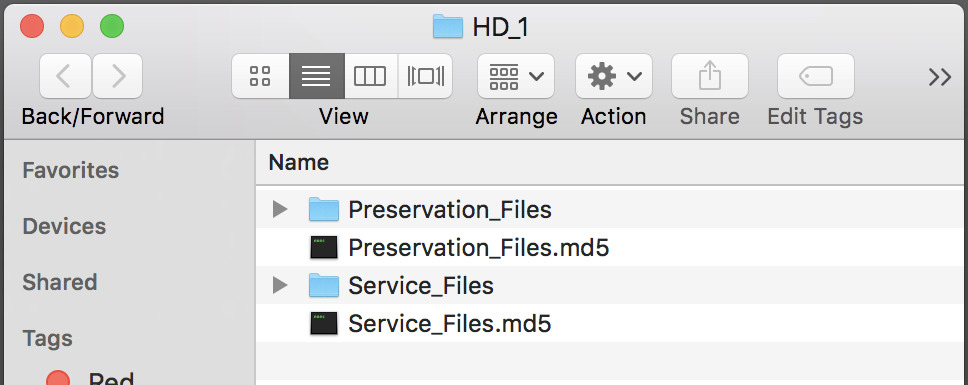 HD_1
Back/Forward
View
Arrange
Action
Share
Edit Tags
Favorites
Devices
Shared
Tags
Red
Name
Preservation_Files
Preservation_Files.md5
Service_Files
Service_Files.md5